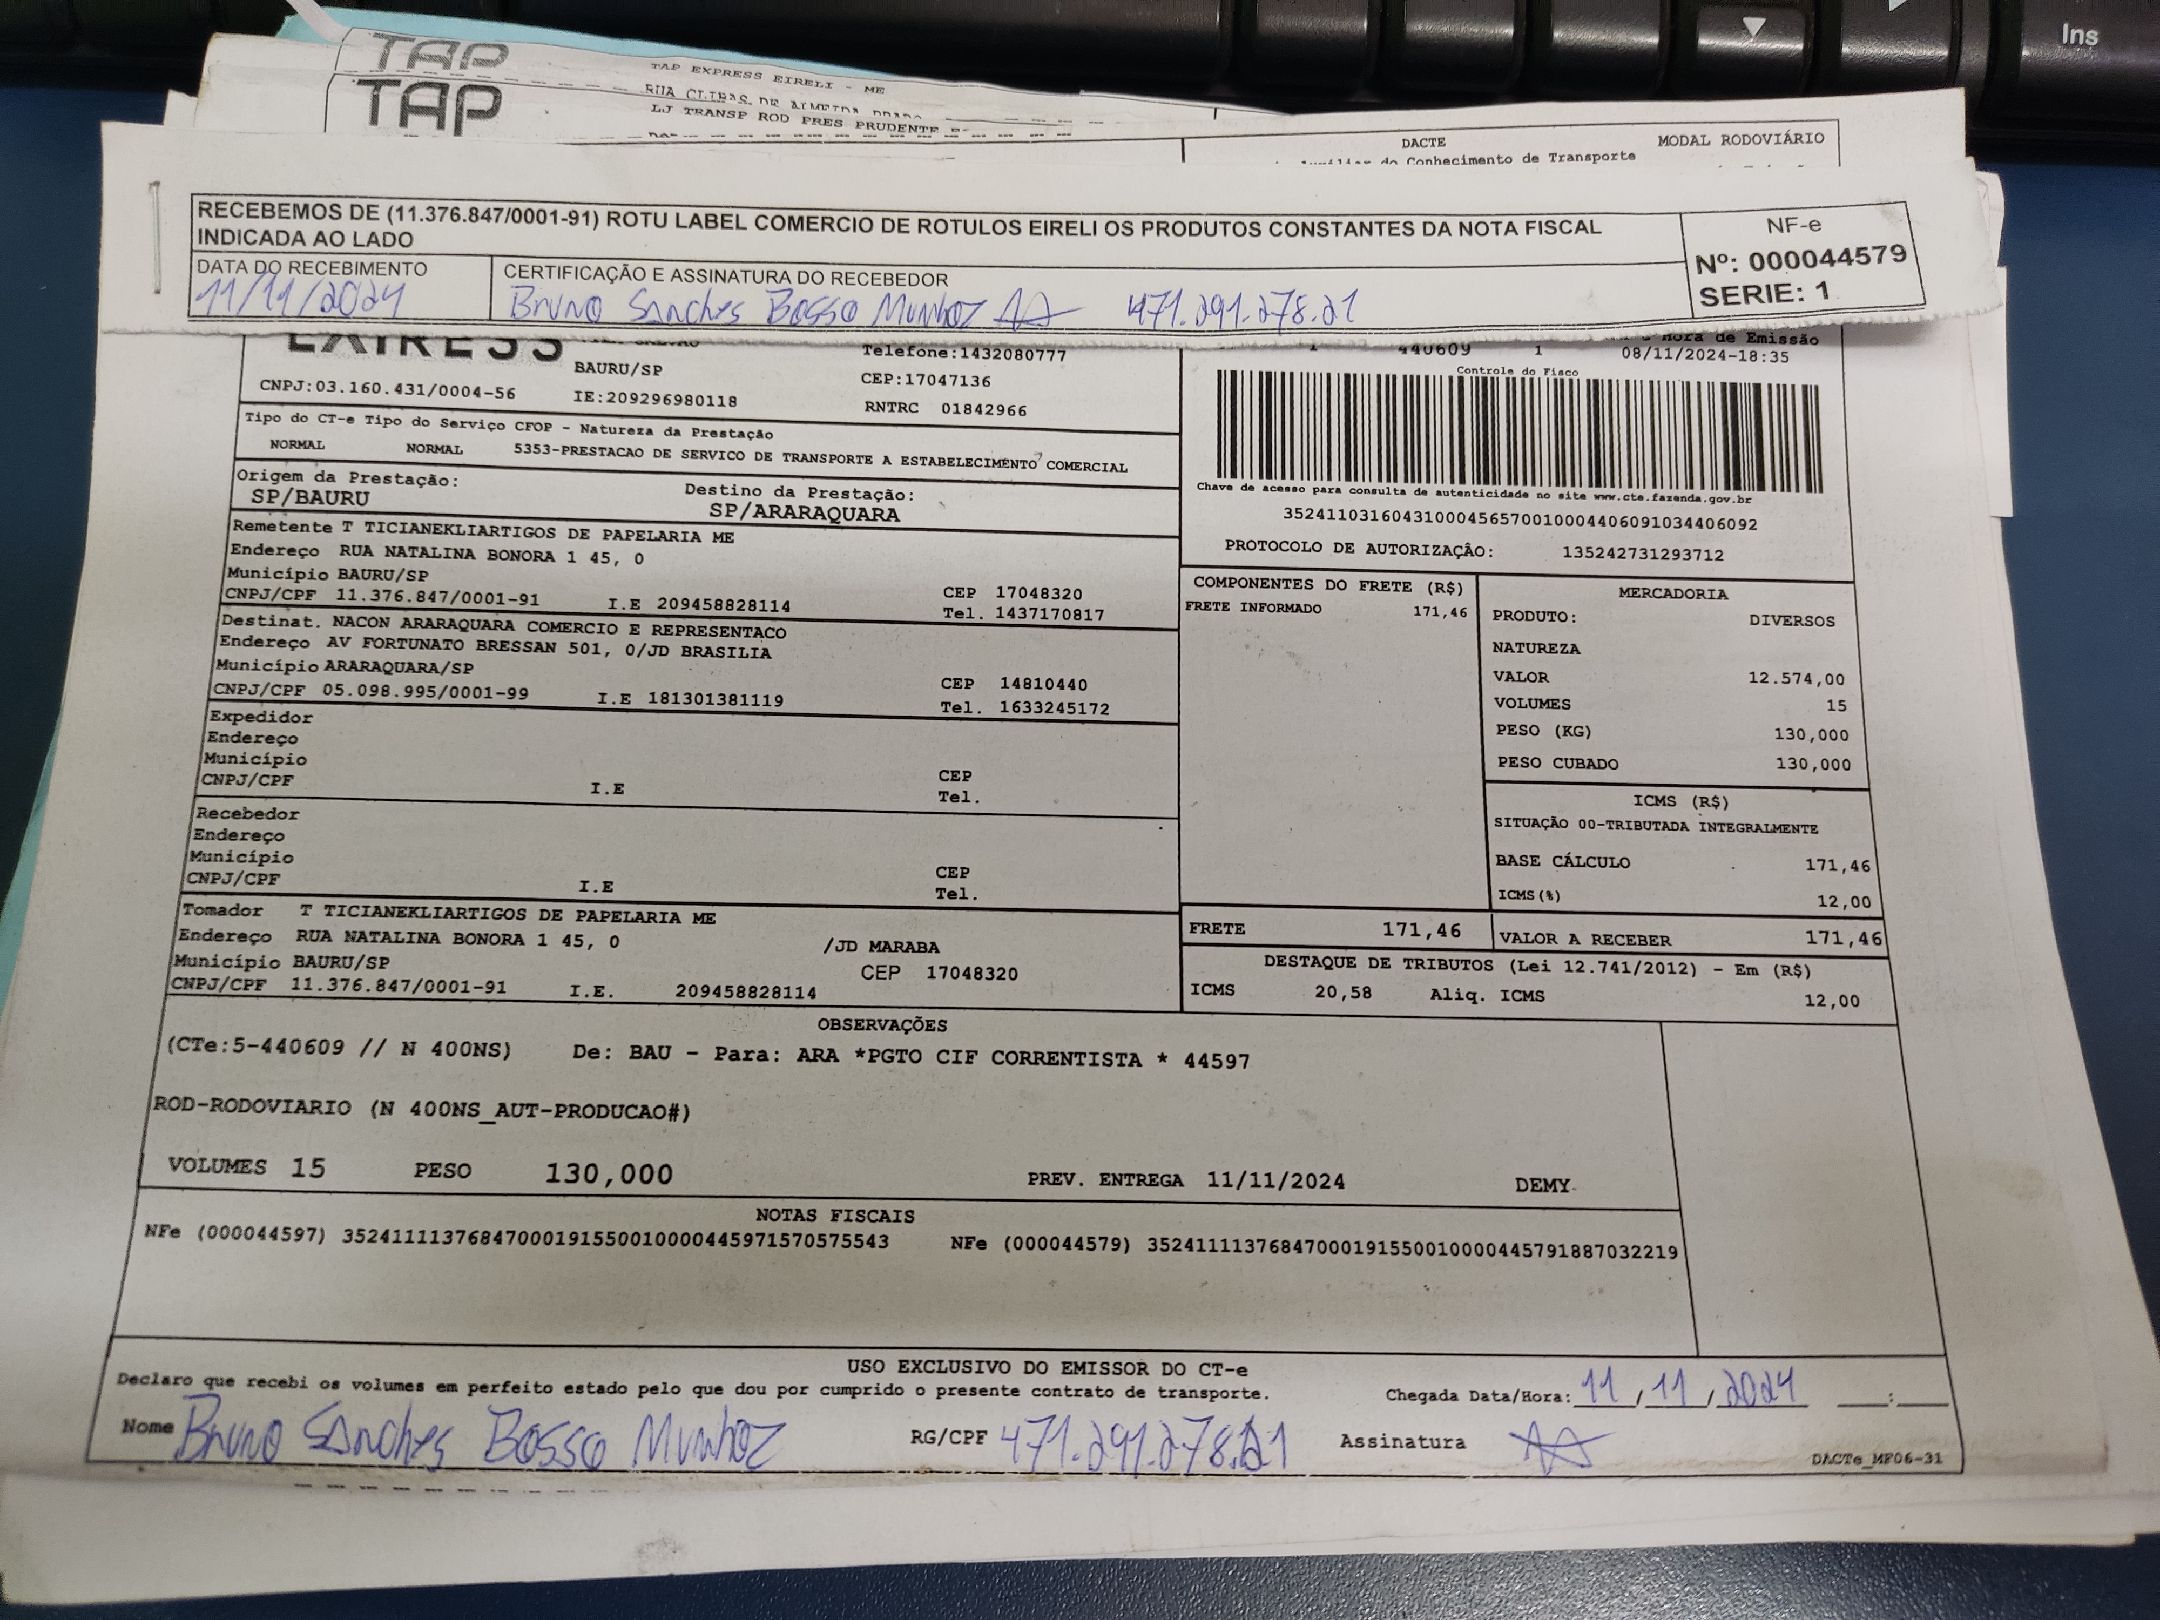 Ins
TAP
TAP
TAP EXPRESS EIRELI - ME
LJ TRANSP ROD PRES PRUDENTE
DACTE
MODAL RODOVIÁRIO
do Conhecimento de Transporte
RECEBEMOS DE (11.376.847/0001-91) ROTU LABEL COMERCIO DE ROTULOS EIRELI OS PRODUTOS CONSTANTES DA NOTA FISCAL
INDICADA AO LADO
NF-e
Nº: 000044579
SERIE: 1
DATA DO RECEBIMENTO
11/11/2024
CERTIFICAÇÃO E ASSINATURA DO RECEBEDOR
Bruno Sanches Bosso Munhoz 471.291.278.21
BAURU/SP
Telefone:1432080777
CEP:17047136
CNPJ:03.160.431/0004-56
IE:209296980118
RNTRC 01842966
1 440609 1
Hora de Emissão
08/11/2024-18:35
Controle do Fisco
Tipo do CT-e Tipo do Serviço CFOP - Natureza da Prestação
NORMAL NORMAL 5353-PRESTACAO DE SERVICO DE TRANSPORTE A ESTABELECIMENTO COMERCIAL
Chave de acesso para consulta de autenticidade no site www.cte.fazenda.gov.br
35241103160431000456570010004406091034406092
PROTOCOLO DE AUTORIZAÇÃO: 135242731293712
Origem da Prestação:
SP/BAURU
Destino da Prestação:
SP/ARARAQUARA
Remetente T TICIANEKLIARTIGOS DE PAPELARIA ME
Endereço RUA NATALINA BONORA 1 45, 0
Município BAURU/SP
CEP 17048320
CNPJ/CPF 11.376.847/0001-91 I.E 209458828114 Tel. 1437170817
Destinat. NACON ARARAQUARA COMERCIO E REPRESENTACO
Endereço AV FORTUNATO BRESSAN 501, 0/JD BRASILIA
Município ARARAQUARA/SP
CEP 14810440
CNPJ/CPF 05.098.995/0001-99 I.E 181301381119 Tel. 1633245172
Expedidor
Endereço
Município
CEP
CNPJ/CPF I.E Tel.
Recebedor
Endereço
Município
CEP
CNPJ/CPF I.E Tel.
Tomador T TICIANEKLIARTIGOS DE PAPELARIA ME
Endereço RUA NATALINA BONORA 1 45, 0 /JD MARABA
Município BAURU/SP CEP 17048320
CNPJ/CPF 11.376.847/0001-91 I.E. 209458828114
COMPONENTES DO FRETE (R$)
FRETE INFORMADO 171,46
MERCADORIA
PRODUTO: DIVERSOS
NATUREZA
VALOR 12.574,00
VOLUMES 15
PESO (KG) 130,000
PESO CUBADO 130,000
ICMS (R$)
SITUAÇÃO 00-TRIBUTADA INTEGRALMENTE
BASE CÁLCULO 171,46
ICMS(%) 12,00
FRETE 171,46 VALOR A RECEBER 171,46
DESTAQUE DE TRIBUTOS (Lei 12.741/2012) - Em (R$)
ICMS 20,58 Aliq. ICMS 12,00
OBSERVAÇÕES
(CTe:5-440609 // N 400NS) De: BAU - Para: ARA *PGTO CIF CORRENTISTA * 44597
ROD-RODOVIARIO (N 400NS_AUT-PRODUCAO#)
VOLUMES 15 PESO 130,000 PREV. ENTREGA 11/11/2024 DEMY
NOTAS FISCAIS
NFe (000044597) 35241111376847000191550010000445971570575543 NFe (000044579) 35241111376847000191550010000445791887032219
USO EXCLUSIVO DO EMISSOR DO CT-e
Declaro que recebi os volumes em perfeito estado pelo que dou por cumprido o presente contrato de transporte. Chegada Data/Hora: 11 / 11 / 2024 :
Nome Bruno Sanches Bosso Munhoz RG/CPF 471.291.278.21 Assinatura
DACTe_MF06-31